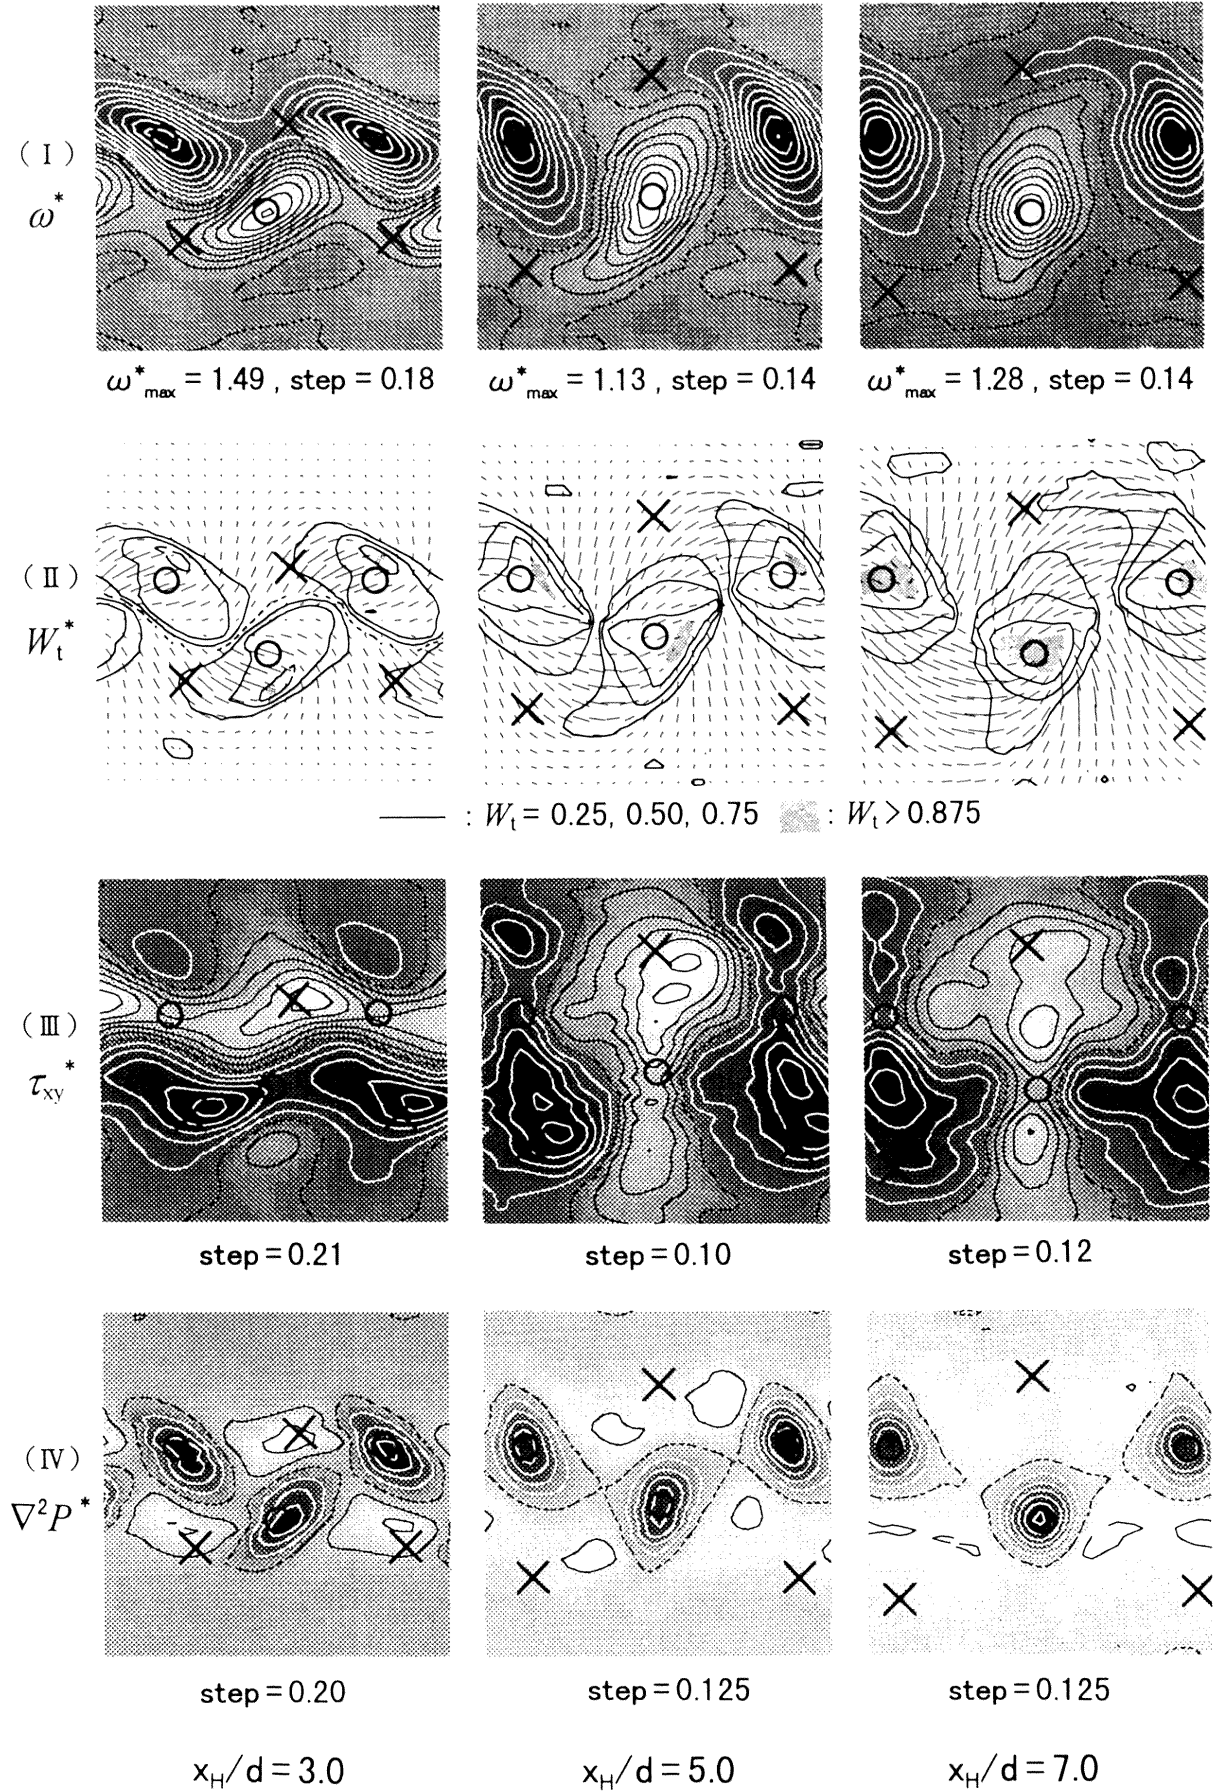 ( I )
ω*
ω*max = 1.49 , step = 0.18
ω*max = 1.13 , step = 0.14
ω*max = 1.28 , step = 0.14
( II )
Wt*
—— : Wt = 0.25, 0.50, 0.75 : Wt > 0.875
( III )
τxy*
step = 0.21
step = 0.10
step = 0.12
( IV )
∇²P*
step = 0.20
step = 0.125
step = 0.125
xH/d = 3.0
xH/d = 5.0
xH/d = 7.0